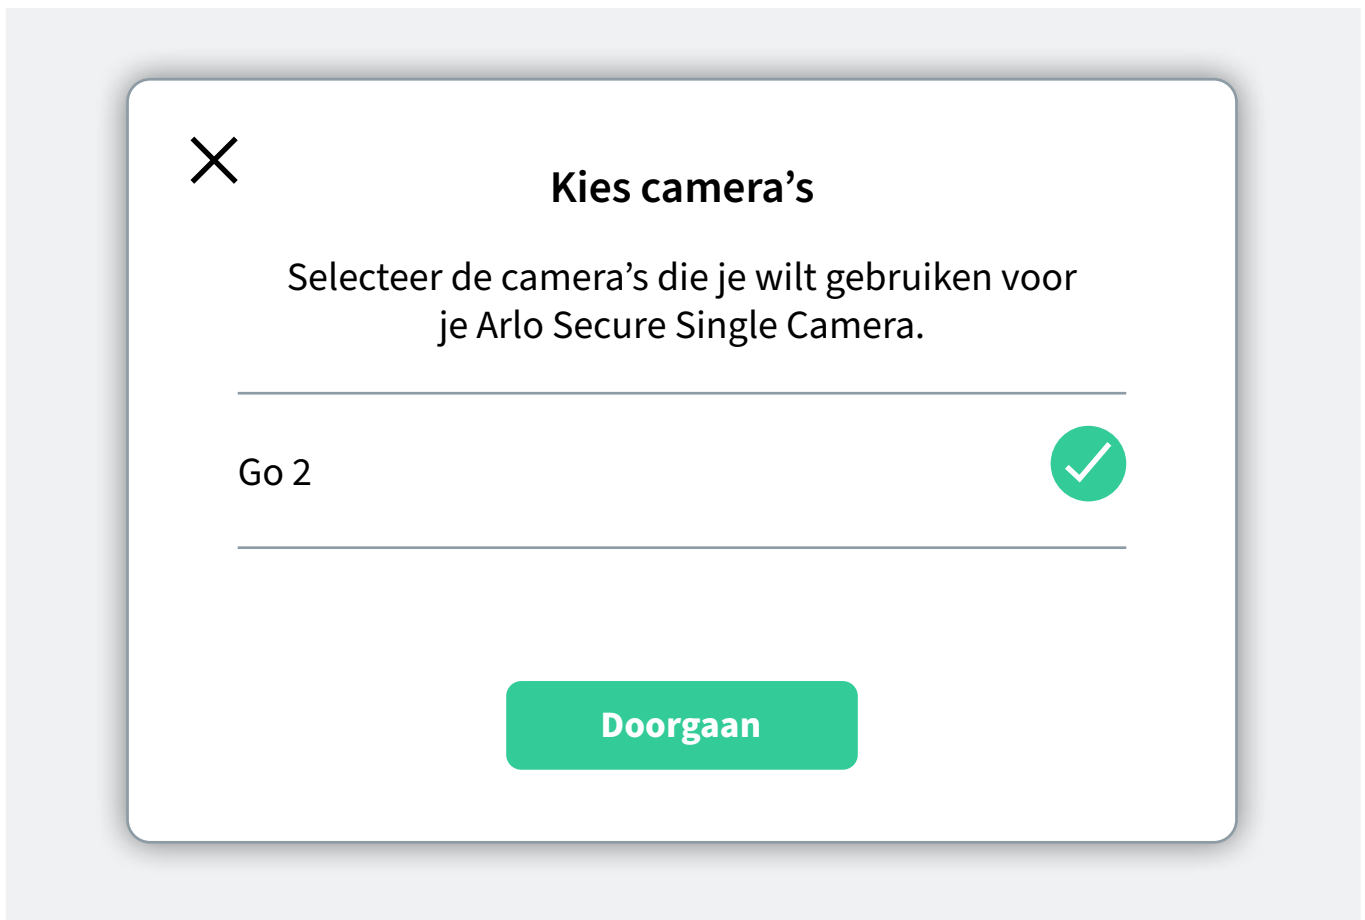 Kies camera’s
Selecteer de camera’s die je wilt gebruiken voor
je Arlo Secure Single Camera.
Go 2
Doorgaan